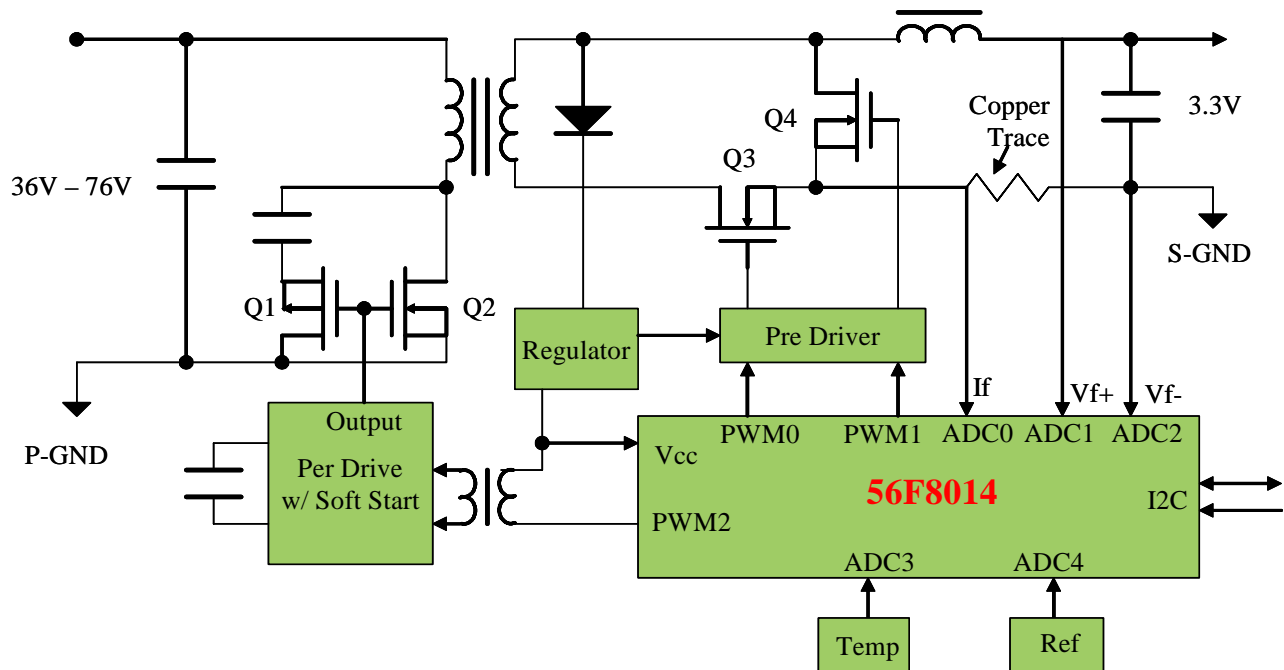 Copper
Trace
3.3V
Q4
Q3
36V – 76V
S-GND
Q1
Q2
Regulator
Pre Driver
If
Vf+
Vf-
P-GND
Output
Per Drive
w/ Soft Start
PWM0
PWM1
ADC0
ADC1
ADC2
Vcc
56F8014
I2C
PWM2
ADC3
ADC4
Temp
Ref